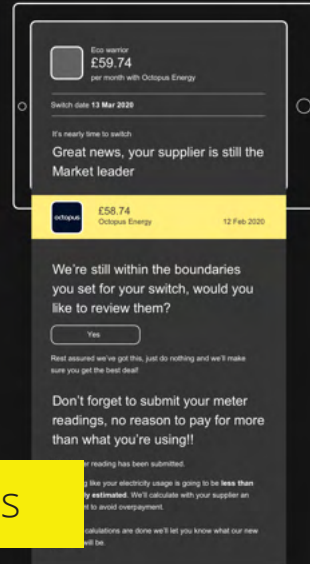 Eco warrior
£59.74
per month with Octopus Energy
Switch date 13 Mar 2020
It's nearly time to switch
Great news, your supplier is still the
Market leader
octopus
£58.74
Octopus Energy
12 Feb 2020
We're still within the boundaries
you set for your switch, would you
like to review them?
Yes
Rest assured we've got this, just do nothing and we'll make
sure you get the best deal!
Don't forget to submit your meter
readings, no reason to pay for more
than what you're using!!
reading has been submitted.
like your electricity usage is going to be less than
estimated. We'll calculate with your supplier an
to avoid overpayment.
calulations are done we'll let you know what our new
will be.
s